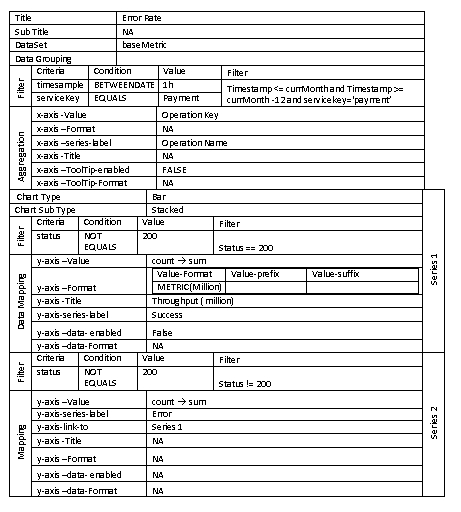 Title Error Rate
Sub Title NA
DataSet baseMetric
Data Grouping
Filter
Criteria Condition Value Filter
timesample BETWEENDATE 1h
serviceKey EQUALS Payment
Timestamp <= currMonth and Timestamp >=
currMonth -12 and servicekey='payment'
Aggregation
x-axis -Value Operation Key
x-axis –Format NA
x-axis –series-label Operation Name
x-axis -Title NA
x-axis –ToolTip-enabled FALSE
x-axis –ToolTip-Format NA
Chart Type Bar
Chart Sub Type Stacked
Series 1
Filter
Criteria Condition Value Filter
status NOT 200
EQUALS Status == 200
Data Mapping
y-axis –Value count → sum
Value-Format Value-prefix Value-suffix
y-axis –Format METRIC(Million)
y-axis -Title Throughput ( million)
y-axis-series-label Success
y-axis –data- enabled False
y-axis –data-Format NA
Series 2
Filter
Criteria Condition Value Filter
status NOT 200
EQUALS Status != 200
Mapping
y-axis –Value count → sum
y-axis-series-label Error
y-axis-link-to Series 1
y-axis -Title NA
y-axis –Format NA
y-axis –data- enabled NA
y-axis –data-Format NA